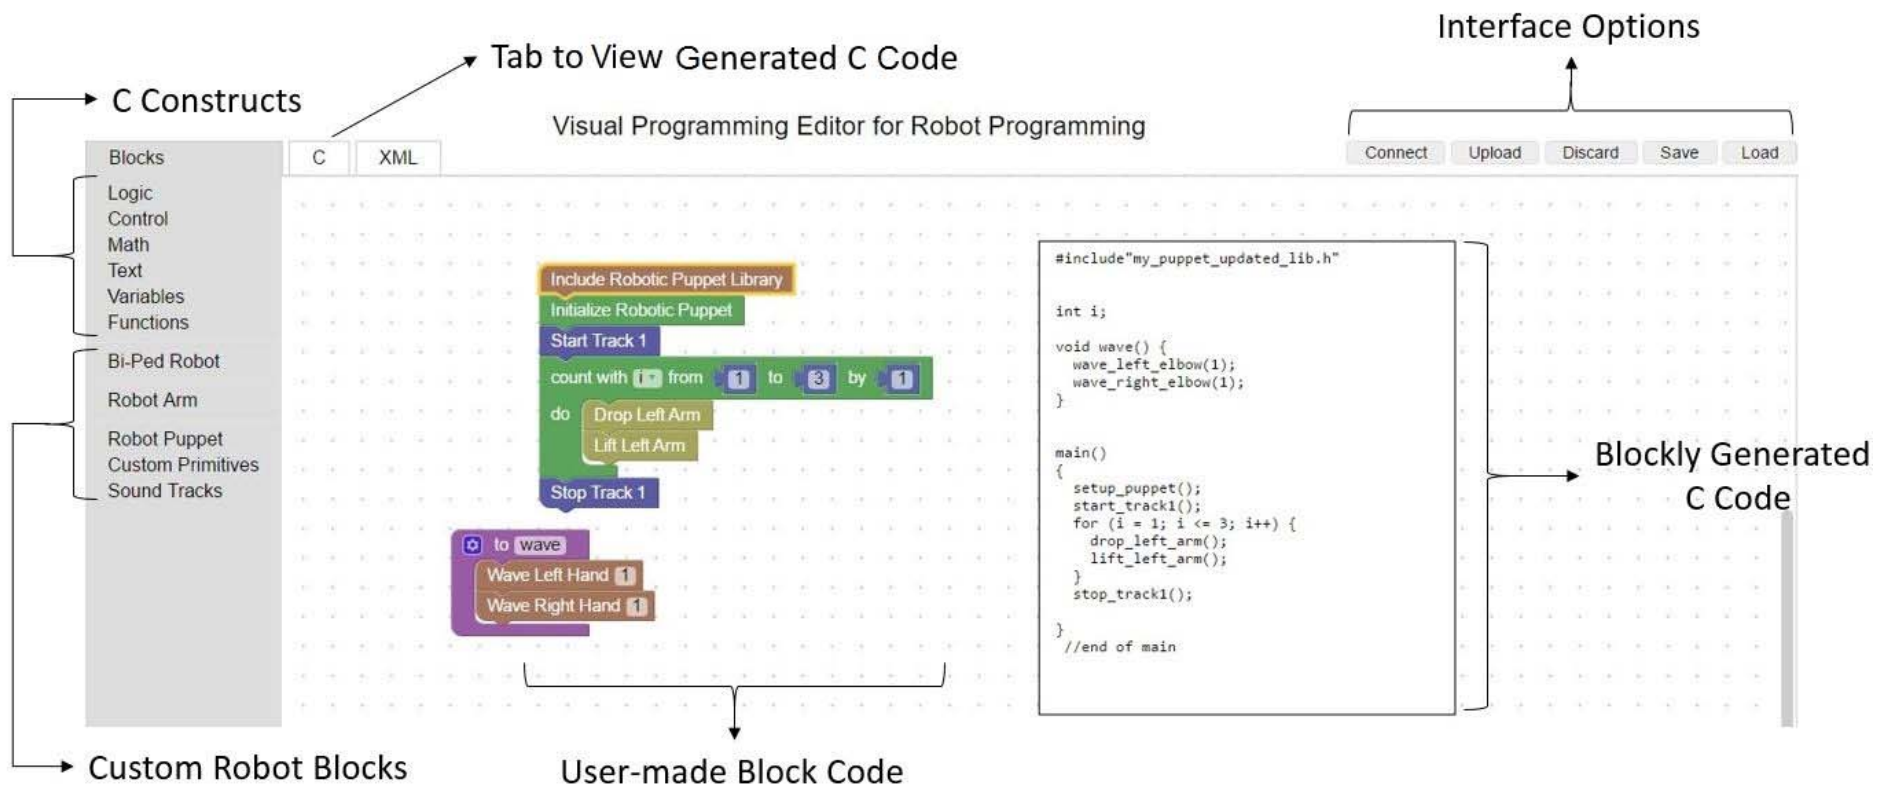 Interface Options
Tab to View Generated C Code
C Constructs
Visual Programming Editor for Robot Programming
Blocks
C
XML
Connect
Upload
Discard
Save
Load
Logic
Control
Math
Text
Variables
Functions
Bi-Ped Robot
Robot Arm
Robot Puppet
Custom Primitives
Sound Tracks
Include Robotic Puppet Library
Initialize Robotic Puppet
Start Track 1
count with i from 1 to 3 by 1
do Drop Left Arm
Lift Left Arm
Stop Track 1
to wave
Wave Left Hand 1
Wave Right Hand 1
#include"my_puppet_updated_lib.h"
int i;
void wave() {
wave_left_elbow(1);
wave_right_elbow(1);
}
main()
{
setup_puppet();
start_track1();
for (i = 1; i <= 3; i++) {
drop_left_arm();
lift_left_arm();
}
stop_track1();
}
//end of main
Blockly Generated
C Code
Custom Robot Blocks
User-made Block Code